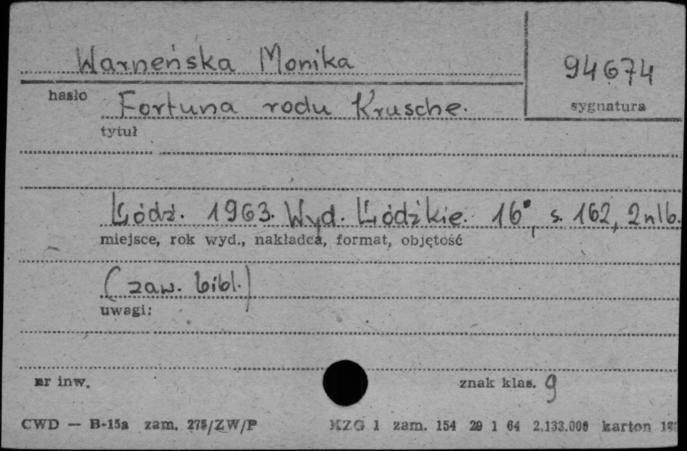 Warneńska Monika
94674
hasło
sygnatura
Fortuna rodu Krusche.
tytuł
Łódź. 1963. Wyd. Łódzkie. 16°, s. 162, 2nlb.
miejsce, rok wyd., nakładca, format, objętość
(zaw. bibl.)
uwagi:
nr inw.
znak klas. 9
CWD — B-15a zam. 275/ZW/P
KZG 1 zam. 154 29 1 64 2.133.000 karton